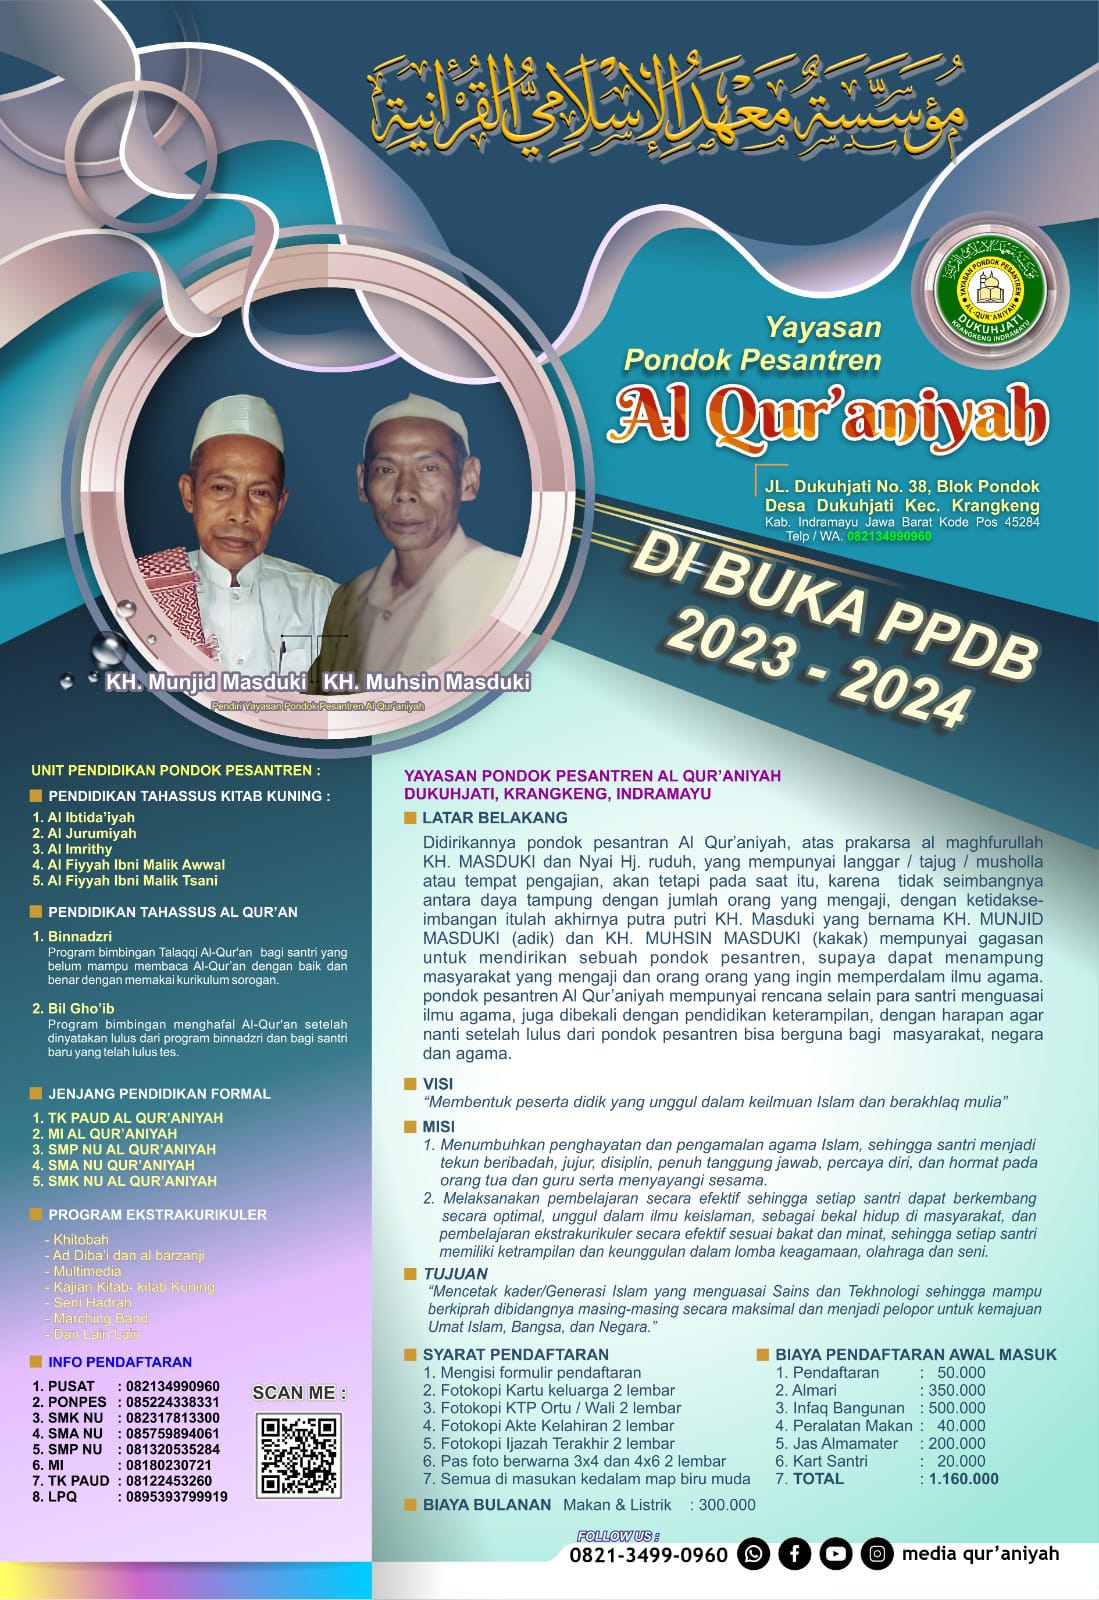 مُؤَسَّسَةُ مَعْهَدِ الْإِسْلَامِيُّ الْقُرْآنِيَة
YAYASAN PONDOK PESANTREN
AL-QUR'ANIYAH
DUKUHJATI
KRANGKENG INDRAMAYU
Yayasan
Pondok Pesantren
Al Qur'aniyah
JL. Dukuhjati No. 38, Blok Pondok
Desa Dukuhjati Kec. Krangkeng
Kab. Indramayu Jawa Barat Kode Pos 45284
Telp / WA. 082134990960
DI BUKA PPDB
2023 - 2024
KH. Munjid Masduki KH. Muhsin Masduki
Pendiri Yayasan Pondok Pesantren Al Qur'aniyah
UNIT PENDIDIKAN PONDOK PESANTREN :
PENDIDIKAN TAHASSUS KITAB KUNING :
1. Al Ibtida'iyah
2. Al Jurumiyah
3. Al Imrithy
4. Al Fiyyah Ibni Malik Awwal
5. Al Fiyyah Ibni Malik Tsani
PENDIDIKAN TAHASSUS AL QUR'AN
1. Binnadzri
Program bimbingan Talaqqi Al-Qur'an bagi santri yang
belum mampu membaca Al-Qur'an dengan baik dan
benar dengan memakai kurikulum sorogan.
2. Bil Gho'ib
Program bimbingan menghafal Al-Qur'an setelah
dinyatakan lulus dari program binnadzri dan bagi santri
baru yang telah lulus tes.
JENJANG PENDIDIKAN FORMAL
1. TK PAUD AL QUR'ANIYAH
2. MI AL QUR'ANIYAH
3. SMP NU AL QUR'ANIYAH
4. SMA NU QUR'ANIYAH
5. SMK NU AL QUR'ANIYAH
PROGRAM EKSTRAKURIKULER
- Khitobah
- Ad Diba'i dan al barzanji
- Multimedia
- Kajian Kitab- kitab Kuning
- Seni Hadrah
- Marching Band
- Dan Lain Lain
INFO PENDAFTARAN
1. PUSAT : 082134990960
2. PONPES : 085224338331
3. SMK NU : 082317813300
4. SMA NU : 085759894061
5. SMP NU : 081320535284
6. MI : 08180230721
7. TK PAUD : 08122453260
8. LPQ : 0895393799919
SCAN ME :
YAYASAN PONDOK PESANTREN AL QUR'ANIYAH
DUKUHJATI, KRANGKENG, INDRAMAYU
LATAR BELAKANG
Didirikannya pondok pesantran Al Qur'aniyah, atas prakarsa al maghfurullah
KH. MASDUKI dan Nyai Hj. ruduh, yang mempunyai langgar / tajug / musholla
atau tempat pengajian, akan tetapi pada saat itu, karena tidak seimbangnya
antara daya tampung dengan jumlah orang yang mengaji, dengan ketidakse-
imbangan itulah akhirnya putra putri KH. Masduki yang bernama KH. MUNJID
MASDUKI (adik) dan KH. MUHSIN MASDUKI (kakak) mempunyai gagasan
untuk mendirikan sebuah pondok pesantren, supaya dapat menampung
masyarakat yang mengaji dan orang orang yang ingin memperdalam ilmu agama.
pondok pesantren Al Qur'aniyah mempunyai rencana selain para santri menguasai
ilmu agama, juga dibekali dengan pendidikan keterampilan, dengan harapan agar
nanti setelah lulus dari pondok pesantren bisa berguna bagi masyarakat, negara
dan agama.
VISI
“Membentuk peserta didik yang unggul dalam keilmuan Islam dan berakhlaq mulia”
MISI
1. Menumbuhkan penghayatan dan pengamalan agama Islam, sehingga santri menjadi
tekun beribadah, jujur, disiplin, penuh tanggung jawab, percaya diri, dan hormat pada
orang tua dan guru serta menyayangi sesama.
2. Melaksanakan pembelajaran secara efektif sehingga setiap santri dapat berkembang
secara optimal, unggul dalam ilmu keislaman, sebagai bekal hidup di masyarakat, dan
pembelajaran ekstrakurikuler secara efektif sesuai bakat dan minat, sehingga setiap santri
memiliki ketrampilan dan keunggulan dalam lomba keagamaan, olahraga dan seni.
TUJUAN
“Mencetak kader/Generasi Islam yang menguasai Sains dan Tekhnologi sehingga mampu
berkiprah dibidangnya masing-masing secara maksimal dan menjadi pelopor untuk kemajuan
Umat Islam, Bangsa, dan Negara.”
SYARAT PENDAFTARAN
1. Mengisi formulir pendaftaran
2. Fotokopi Kartu keluarga 2 lembar
3. Fotokopi KTP Ortu / Wali 2 lembar
4. Fotokopi Akte Kelahiran 2 lembar
5. Fotokopi Ijazah Terakhir 2 lembar
6. Pas foto berwarna 3x4 dan 4x6 2 lembar
7. Semua di masukan kedalam map biru muda
BIAYA PENDAFTARAN AWAL MASUK
1. Pendaftaran : 50.000
2. Almari : 350.000
3. Infaq Bangunan : 500.000
4. Peralatan Makan : 40.000
5. Jas Almamater : 200.000
6. Kart Santri : 20.000
7. TOTAL : 1.160.000
BIAYA BULANAN Makan & Listrik : 300.000
FOLLOW US :
0821-3499-0960 media qur'aniyah